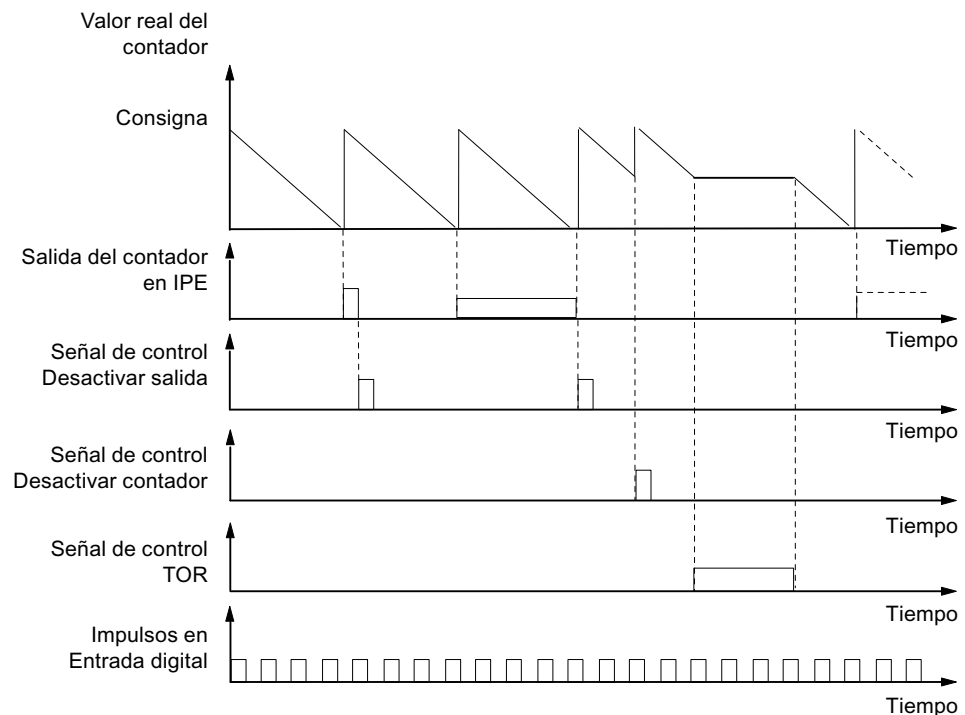 Valor real del
contador
Consigna
Tiempo
Salida del contador
en IPE
Tiempo
Señal de control
Desactivar salida
Tiempo
Señal de control
Desactivar contador
Tiempo
Señal de control
TOR
Tiempo
Impulsos en
Entrada digital
Tiempo